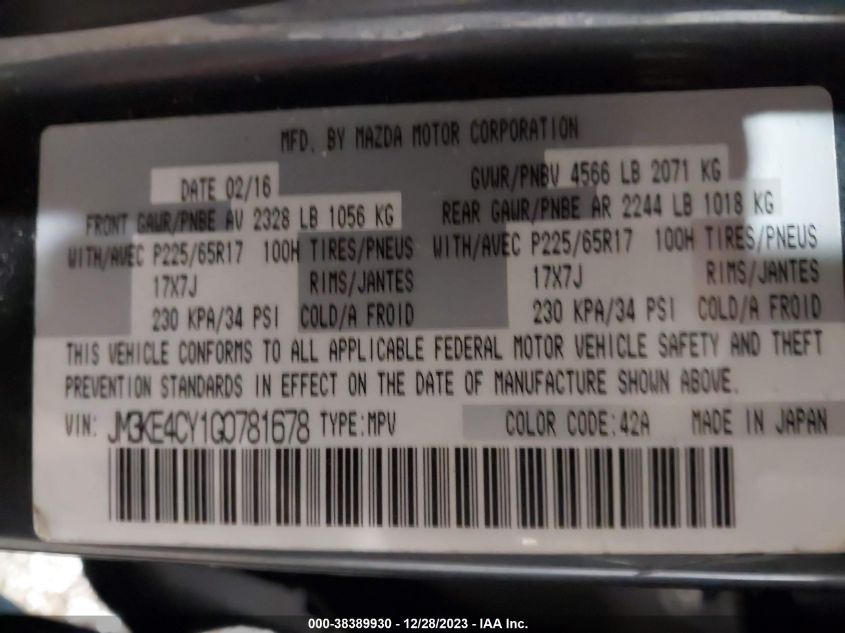 MFD. BY MAZDA MOTOR CORPORATION
DATE 02/16 GVWR/PNBV 4566 LB 2071 KG
FRONT GAWR/PNBE AV 2328 LB 1056 KG REAR GAWR/PNBE AR 2244 LB 1018 KG
WITH/AVEC P225/65R17 100H TIRES/PNEUS WITH/AVEC P225/65R17 100H TIRES/PNEUS
17X7J RIMS/JANTES 17X7J RIMS/JANTES
230 KPA/34 PSI COLD/A FROID 230 KPA/34 PSI COLD/A FROID
THIS VEHICLE CONFORMS TO ALL APPLICABLE FEDERAL MOTOR VEHICLE SAFETY AND THEFT
PREVENTION STANDARDS IN EFFECT ON THE DATE OF MANUFACTURE SHOWN ABOVE.
VIN: JM3KE4CY1G0781678 TYPE:MPV COLOR CODE:42A MADE IN JAPAN
000-38389930 - 12/28/2023 - IAA Inc.